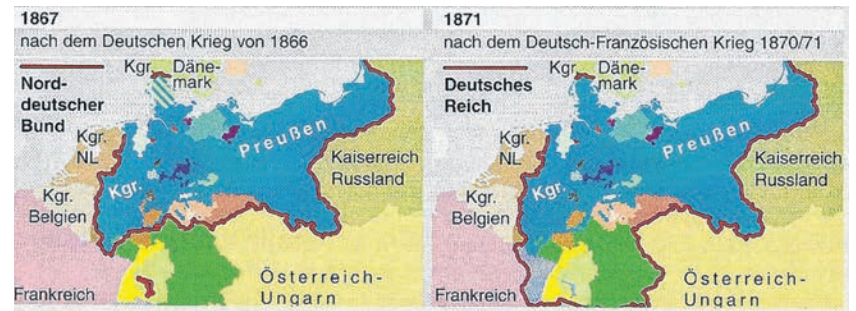 1867
nach dem Deutschen Krieg von 1866
Kgr. Däne-
mark
Nord-
deutscher
Bund
Kgr.
NL
Kgr.
Belgien
Kgr. Preußen
Kaiserreich
Russland
Frankreich
Österreich-
Ungarn
1871
nach dem Deutsch-Französischen Krieg 1870/71
Kgr. Däne-
mark
Deutsches
Reich
Kgr.
NL
Kgr.
Belgien
Kgr. Preußen
Kaiserreich
Russland
Frankreich
Österreich-
Ungarn